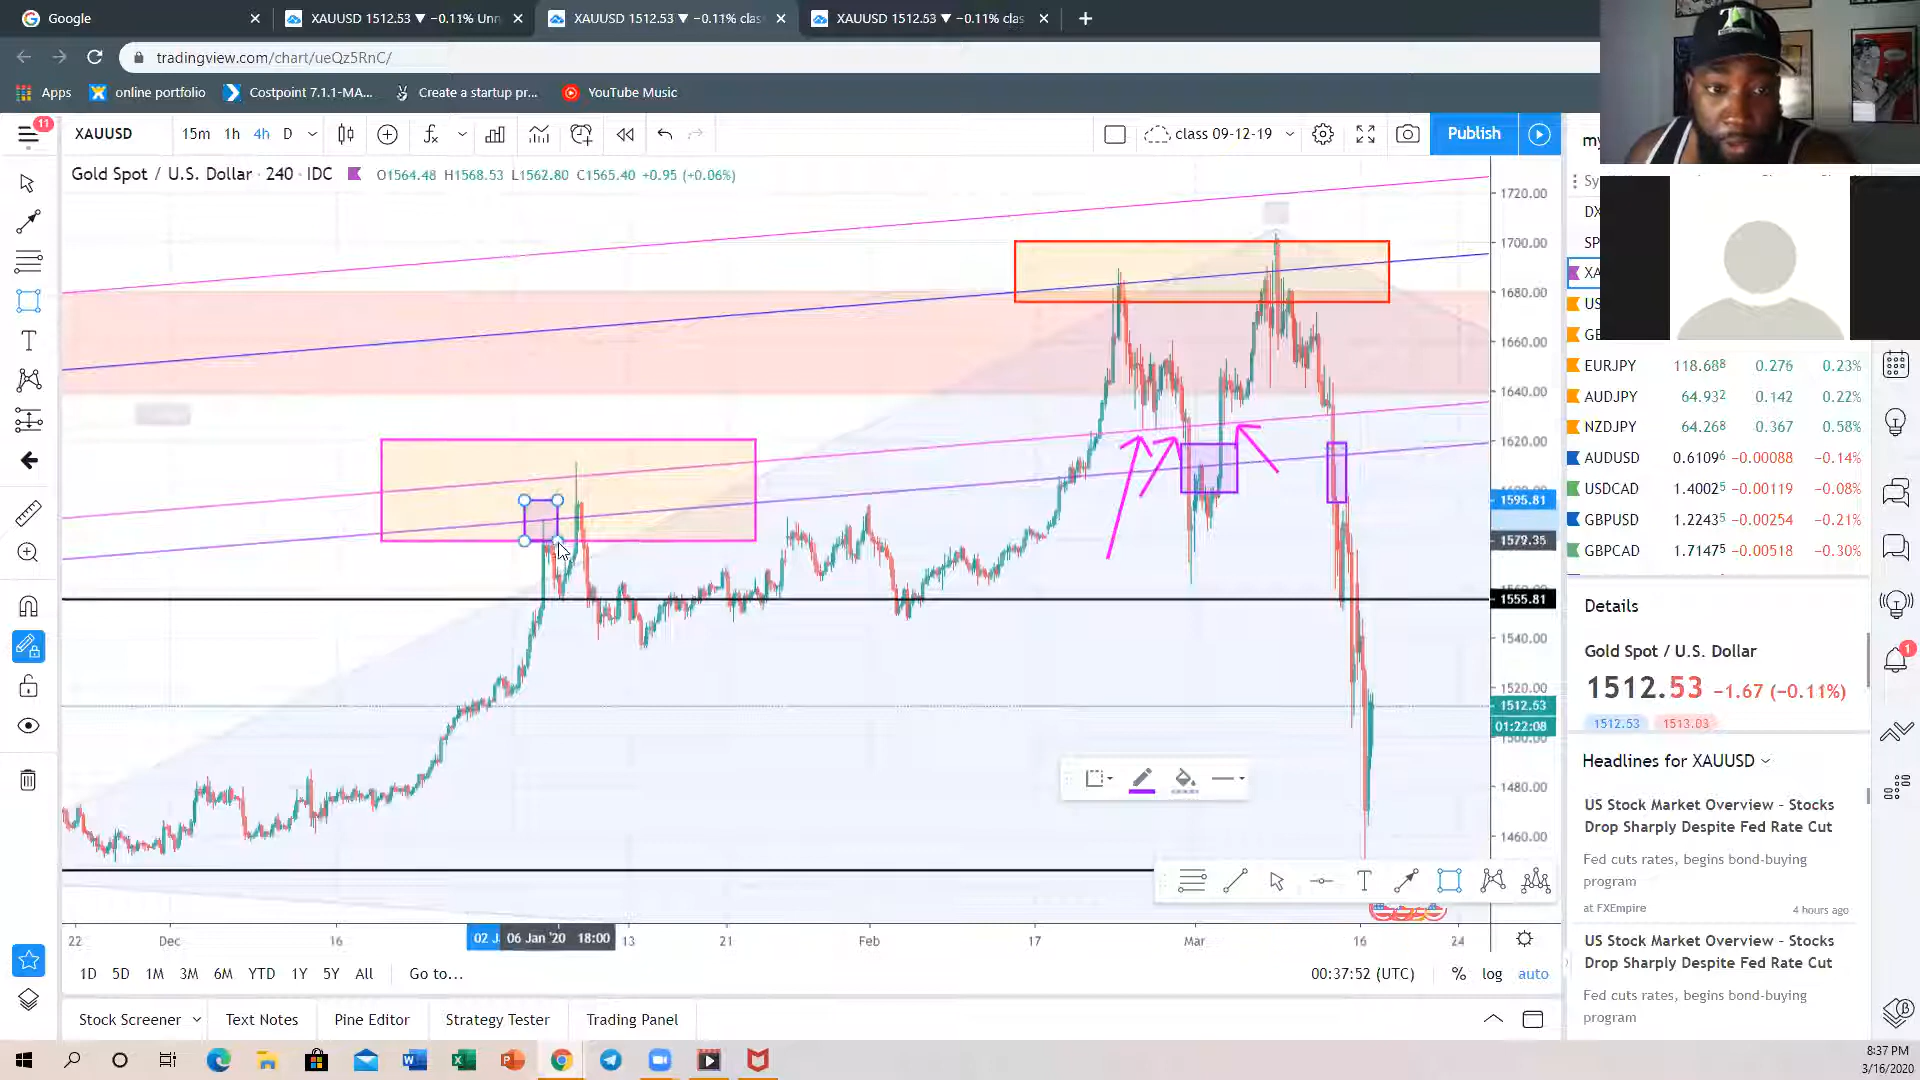 Google
XAUUSD 1512.53 ▼ −0.11% Unn
XAUUSD 1512.53 ▼ −0.11% clas
XAUUSD 1512.53 ▼ −0.11% clas
tradingview.com/chart/ueQz5RnC/
Apps
online portfolio
Costpoint 7.1.1-MA...
Create a startup pr...
YouTube Music
11
XAUUSD
15m 1h 4h D
class 09-12-19
Publish
my
Gold Spot / U.S. Dollar · 240 · IDC
O1564.48 H1568.53 L1562.80 C1565.40 +0.95 (+0.06%)
1720.00
1700.00
1680.00
1660.00
1640.00
1620.00
1595.81
1579.35
1555.81
1540.00
1520.00
1512.53
01:22:08
1480.00
1460.00
Sy
DX
SP
XA
US
GE
EURJPY 118.688 0.276 0.23%
AUDJPY 64.932 0.142 0.22%
NZDJPY 64.268 0.367 0.58%
AUDUSD 0.61096 −0.00088 −0.14%
USDCAD 1.40025 −0.00119 −0.08%
GBPUSD 1.22435 −0.00254 −0.21%
GBPCAD 1.71475 −0.00518 −0.30%
Details
Gold Spot / U.S. Dollar
1512.53 −1.67 (−0.11%)
1512.53 1513.03
1
Headlines for XAUUSD
US Stock Market Overview - Stocks
Drop Sharply Despite Fed Rate Cut
Fed cuts rates, begins bond-buying
program
at FXEmpire 4 hours ago
US Stock Market Overview - Stocks
Drop Sharply Despite Fed Rate Cut
Fed cuts rates, begins bond-buying
program
22 Dec 16 02 J 06 Jan '20 18:00 13 21 Feb 17 Mar 16 24
1D 5D 1M 3M 6M YTD 1Y 5Y All Go to...
00:37:52 (UTC) % log auto
Stock Screener Text Notes Pine Editor Strategy Tester Trading Panel
8:37 PM
3/16/2020